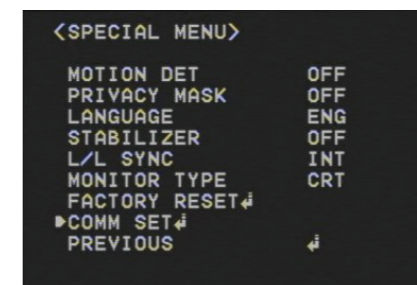 <SPECIAL MENU>
MOTION DET OFF
PRIVACY MASK OFF
LANGUAGE ENG
STABILIZER OFF
L/L SYNC INT
MONITOR TYPE CRT
FACTORY RESET↲
►COMM SET↲
PREVIOUS ↲